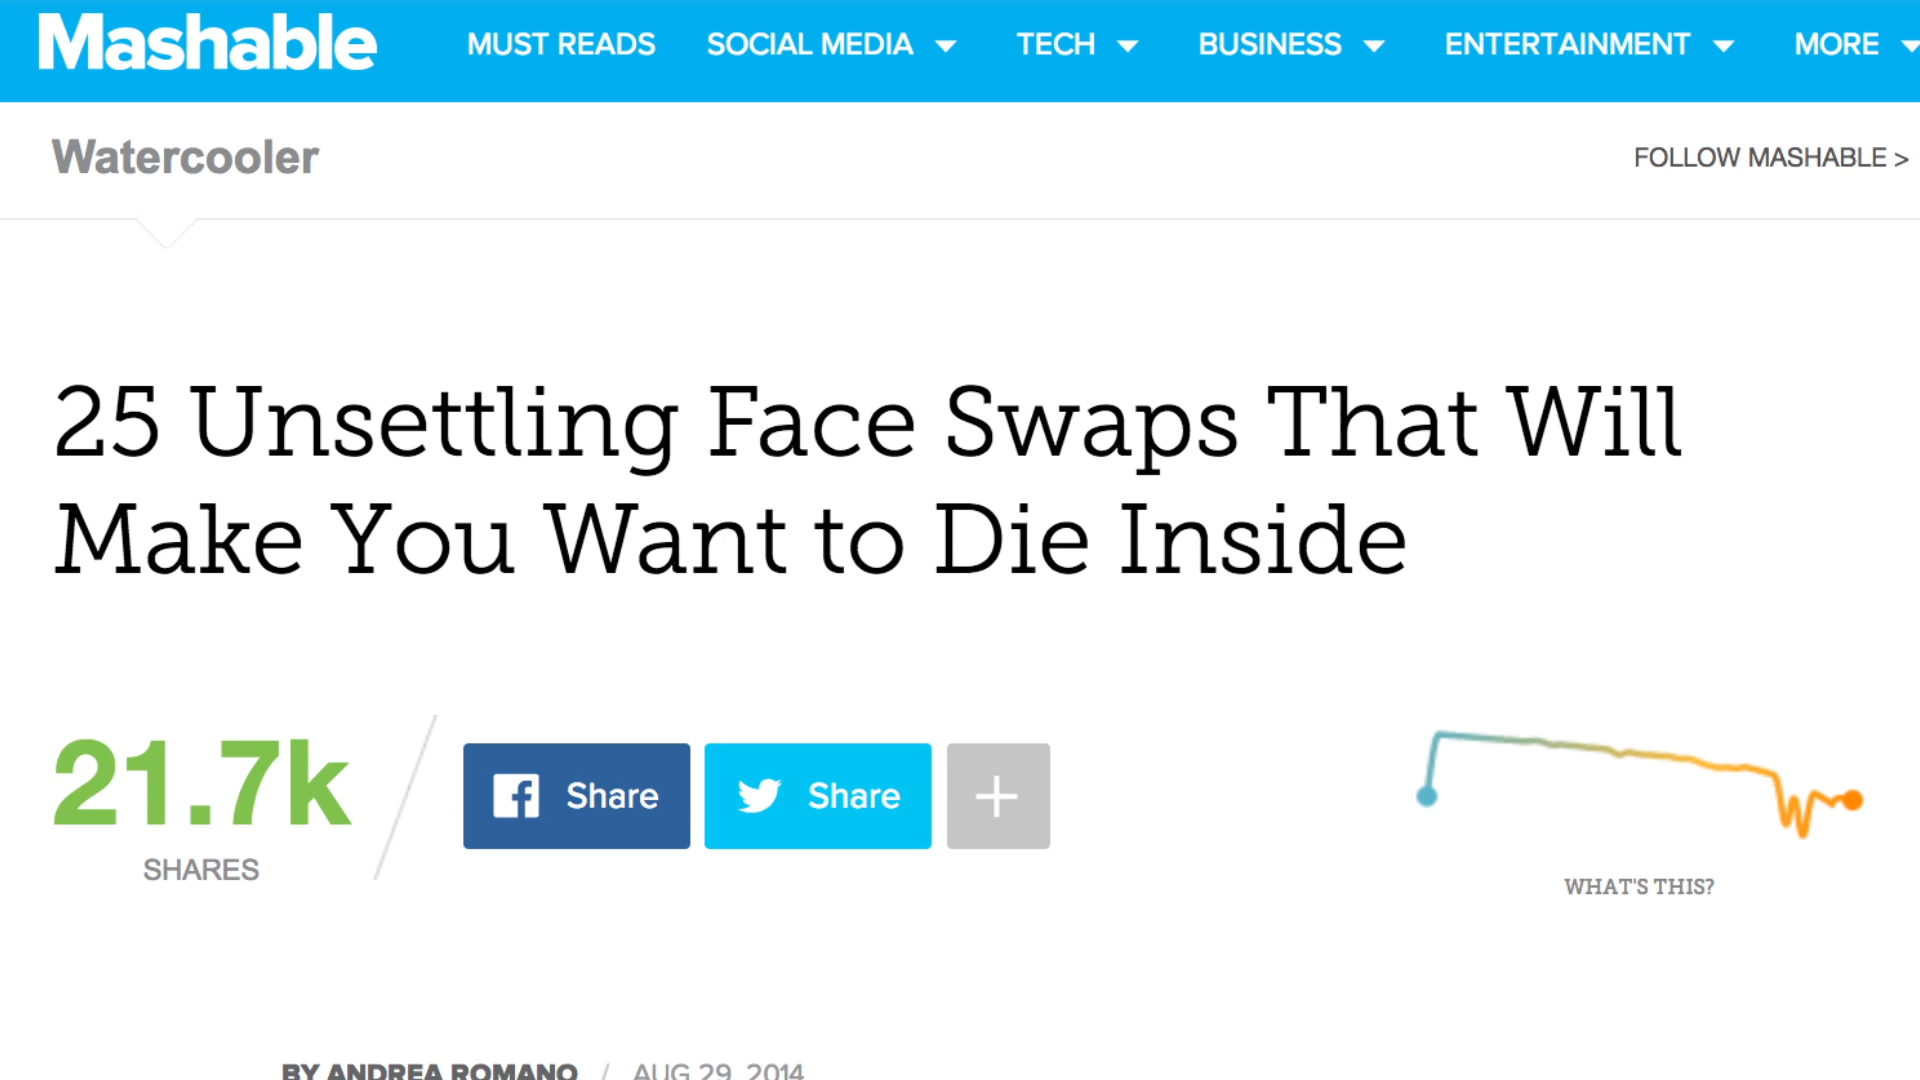 Mashable MUST READS SOCIAL MEDIA TECH BUSINESS ENTERTAINMENT MORE
Watercooler FOLLOW MASHABLE >
25 Unsettling Face Swaps That Will
Make You Want to Die Inside
21.7k
SHARES
Share Share +
WHAT'S THIS?
BY ANDREA ROMANO / AUG 29, 2014